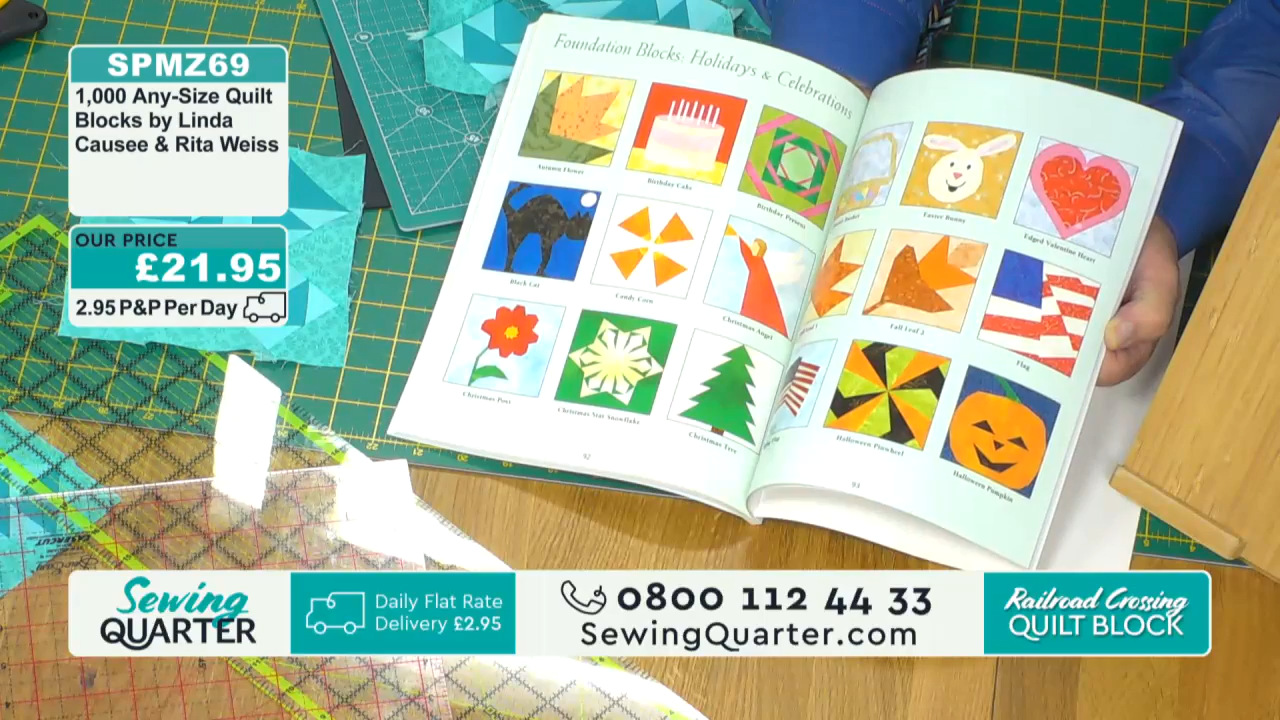 SPMZ69
1,000 Any-Size Quilt
Blocks by Linda
Causee & Rita Weiss
OUR PRICE
£21.95
2.95 P&P Per Day
Foundation Blocks: Holidays & Celebrations
Autumn Flower
Birthday Cake
Birthday Present
Black Cat
Candy Corn
Christmas Angel
Christmas Posy
Christmas Star Snowflake
Christmas Tree
92
Basket
Easter Bunny
Edged Valentine Heart
Fall Leaf 2
Flag
Halloween Pinwheel
Halloween Pumpkin
93
Sewing
QUARTER
Daily Flat Rate
Delivery £2.95
0800 112 44 33
SewingQuarter.com
Railroad Crossing
QUILT BLOCK